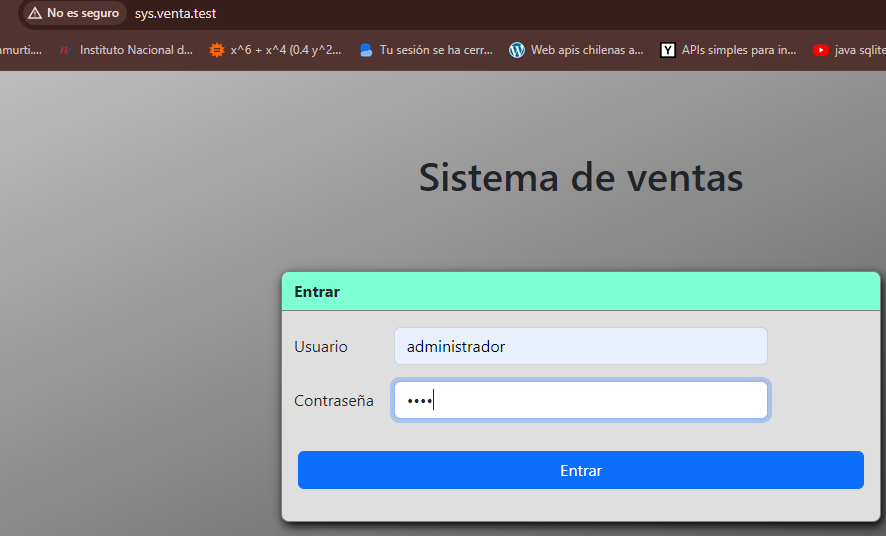 No es seguro sys.venta.test
murti.... Instituto Nacional d... x^6 + x^4 (0.4 y^2... Tu sesión se ha cerr... Web apis chilenas a... Y APIs simples para in... java sqlite
Sistema de ventas
Entrar
Usuario administrador
Contraseña ••••
Entrar